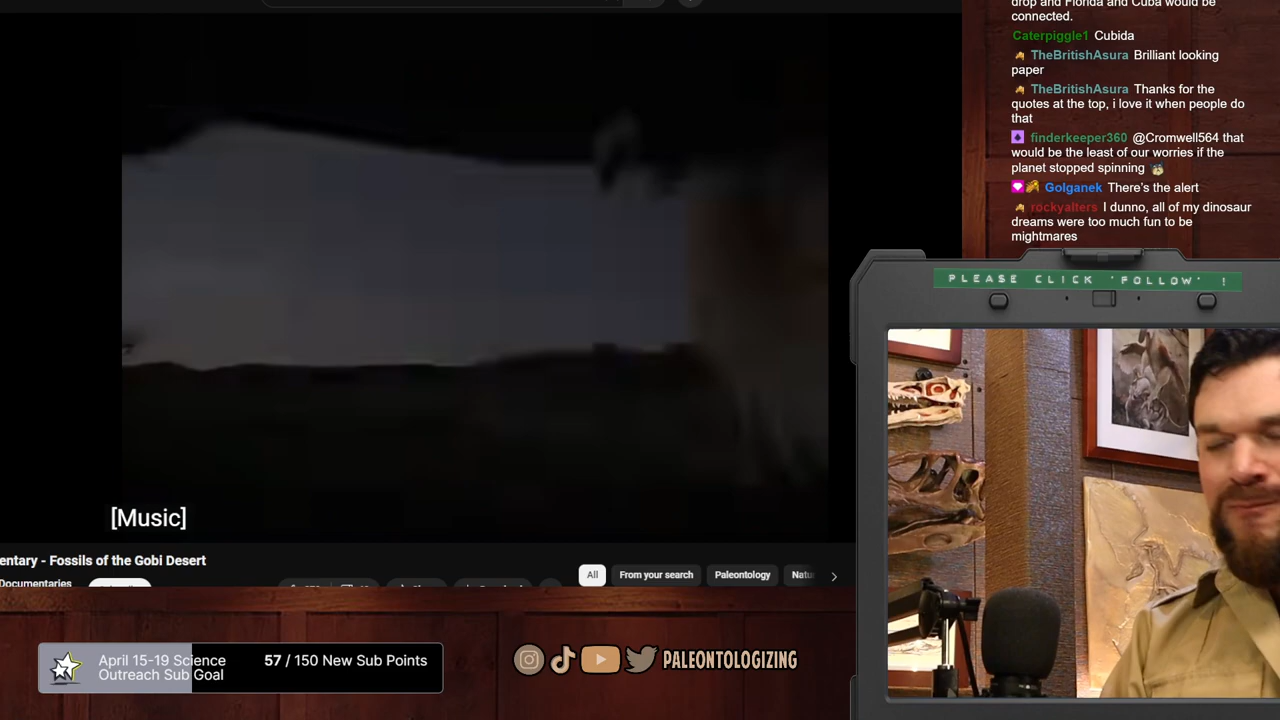 drop and Florida and Cuba would be
connected.
Caterpiggle1 Cubida
TheBritishAsura Brilliant looking
paper
TheBritishAsura Thanks for the
quotes at the top, i love it when people do
that
finderkeeper360 @Cromwell564 that
would be the least of our worries if the
planet stopped spinning
Golganek There's the alert
rockyalters I dunno, all of my dinosaur
dreams were too much fun to be
mightmares
PLEASE CLICK 'FOLLOW' !
[Music]
entary - Fossils of the Gobi Desert
Documentaries
All From your search Paleontology Natu
April 15-19 Science
Outreach Sub Goal
57 / 150 New Sub Points
PALEONTOLOGIZING